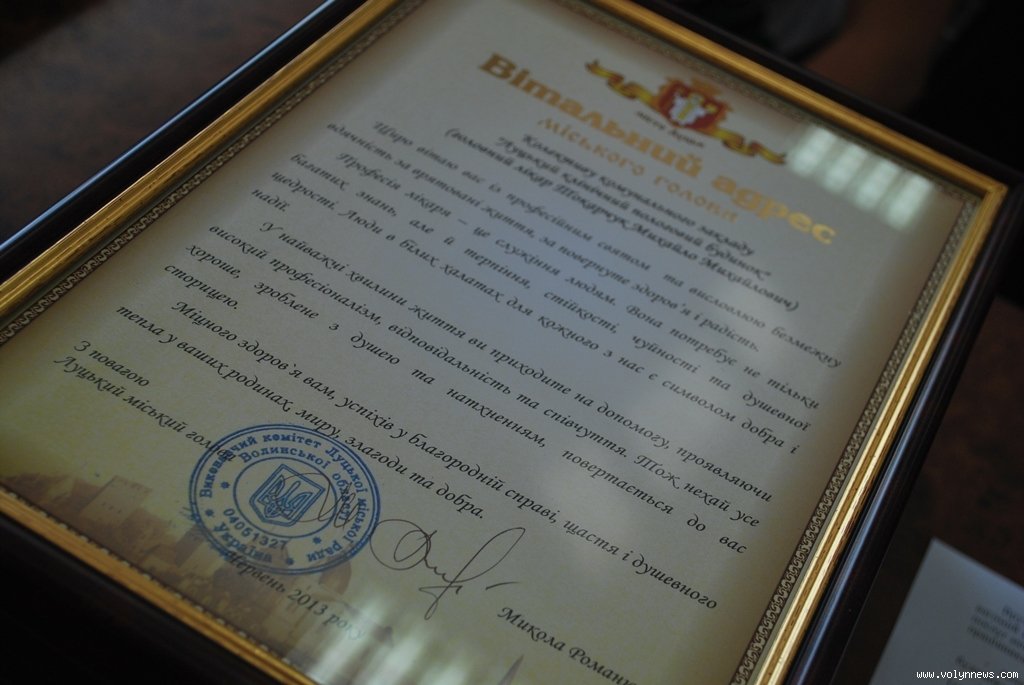 місто Луцьк
Вітальний адрес
міського голови
Колективу комунального закладу
"Луцький клінічний пологовий будинок"
(головний лікар Токарчук Михайло Михайлович)
Щиро вітаю вас із професійним святом та висловлюю безмежну
вдячність за врятовані життя, за повернуте здоров'я і радість.
Професія лікаря – це служіння людям. Вона потребує не тільки
багатих знань, але й терпіння, стійкості, чуйності та душевної
щедрості. Люди в білих халатах для кожного з нас є символом добра і
надії.
У найважчі хвилини життя ви приходите на допомогу, проявляючи
високий професіоналізм, відповідальність та співчуття. Тож нехай усе
хороше, зроблене з душею та натхненням, повертається до вас
сторицею.
Міцного здоров'я вам, успіхів у благородній справі, щастя і душевного
тепла у ваших родинах, миру, злагоди та добра.
З повагою
Луцький міський голова
Виконавчий комітет Луцької міської ради
Волинської області
04051327
Україна
Микола Романю
Червень, 2013 року
www.volynnews.com